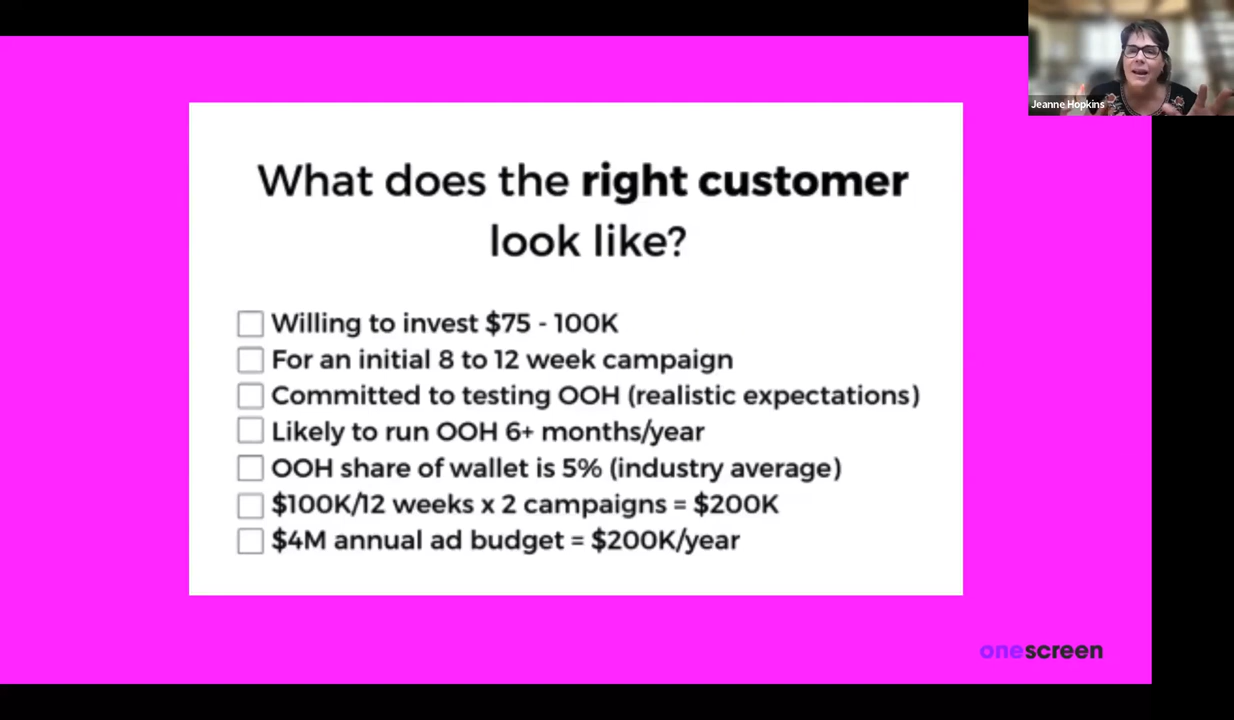 Jeanne Hopkins
What does the right customer
look like?
Willing to invest $75 - 100K
For an initial 8 to 12 week campaign
Committed to testing OOH (realistic expectations)
Likely to run OOH 6+ months/year
OOH share of wallet is 5% (industry average)
$100K/12 weeks x 2 campaigns = $200K
$4M annual ad budget = $200K/year
onescreen